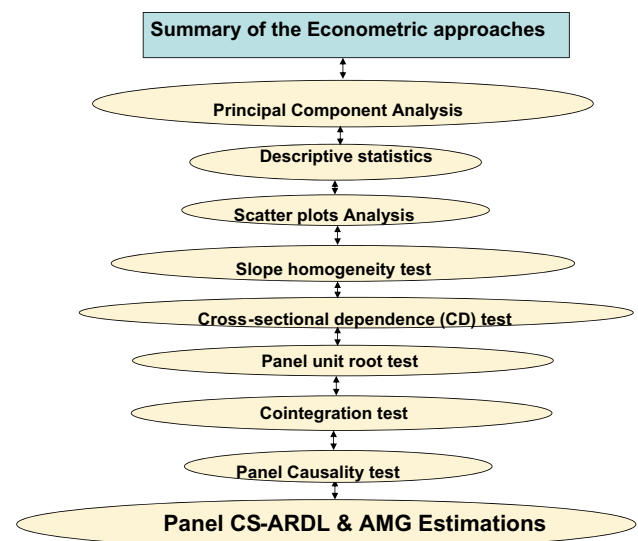 Summary of the Econometric approaches
Principal Component Analysis
Descriptive statistics
Scatter plots Analysis
Slope homogeneity test
Cross-sectional dependence (CD) test
Panel unit root test
Cointegration test
Panel Causality test
Panel CS-ARDL & AMG Estimations